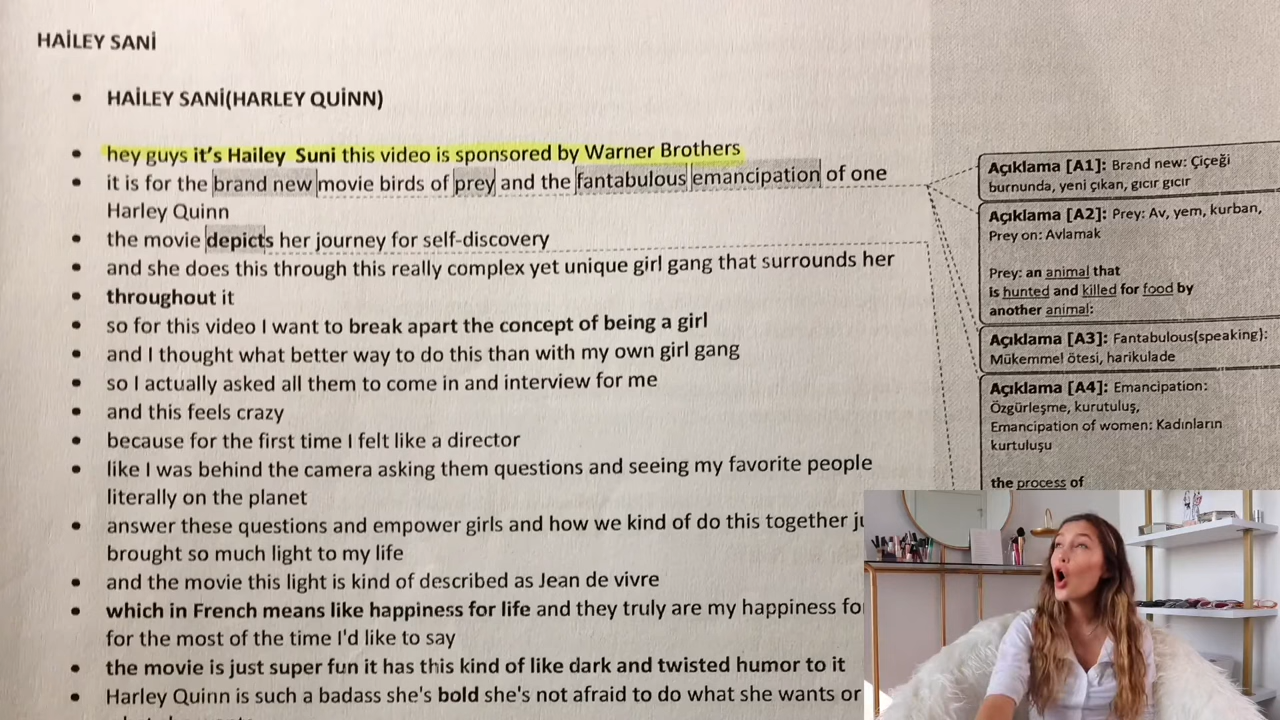 HAİLEY SANİ
• HAİLEY SANİ(HARLEY QUİNN)
• hey guys it's Hailey Suni this video is sponsored by Warner Brothers
• it is for the brand new movie birds of prey and the fantabulous emancipation of one
Harley Quinn
• the movie depicts her journey for self-discovery
• and she does this through this really complex yet unique girl gang that surrounds her
• throughout it
• so for this video I want to break apart the concept of being a girl
• and I thought what better way to do this than with my own girl gang
• so I actually asked all them to come in and interview for me
• and this feels crazy
• because for the first time I felt like a director
• like I was behind the camera asking them questions and seeing my favorite people
literally on the planet
• answer these questions and empower girls and how we kind of do this together
brought so much light to my life
• and the movie this light is kind of described as Jean de vivre
• which in French means like happiness for life and they truly are my happiness
for the most of the time I'd like to say
• the movie is just super fun it has this kind of like dark and twisted humor to it
• Harley Quinn is such a badass she's bold she's not afraid to do what she wants or
Açıklama [A1]: Brand new: Çiçeği
burnunda, yeni çıkan, gıcır gıcır
Açıklama [A2]: Prey: Av, yem, kurban,
Prey on: Avlamak
Prey: an animal that
is hunted and killed for food by
another animal:
Açıklama [A3]: Fantabulous(speaking):
Mükemmel ötesi, harikulade
Açıklama [A4]: Emancipation:
Özgürleşme, kurutuluş,
Emancipation of women: Kadınların
kurtuluşu
the process of